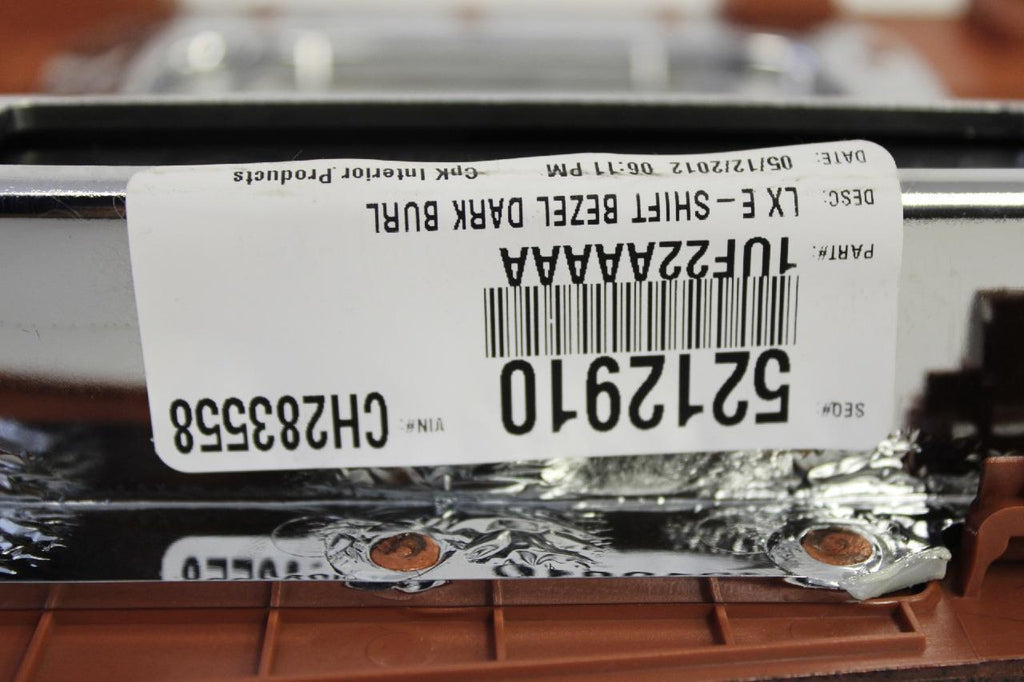 SEQ#: 5212910 VIN#: CH283558
PART#: 1UF22AAAAA
DESC: LX E-SHIFT BEZEL DARK BURL
DATE: 05/12/2012 06:11 PM CpK Interior Products